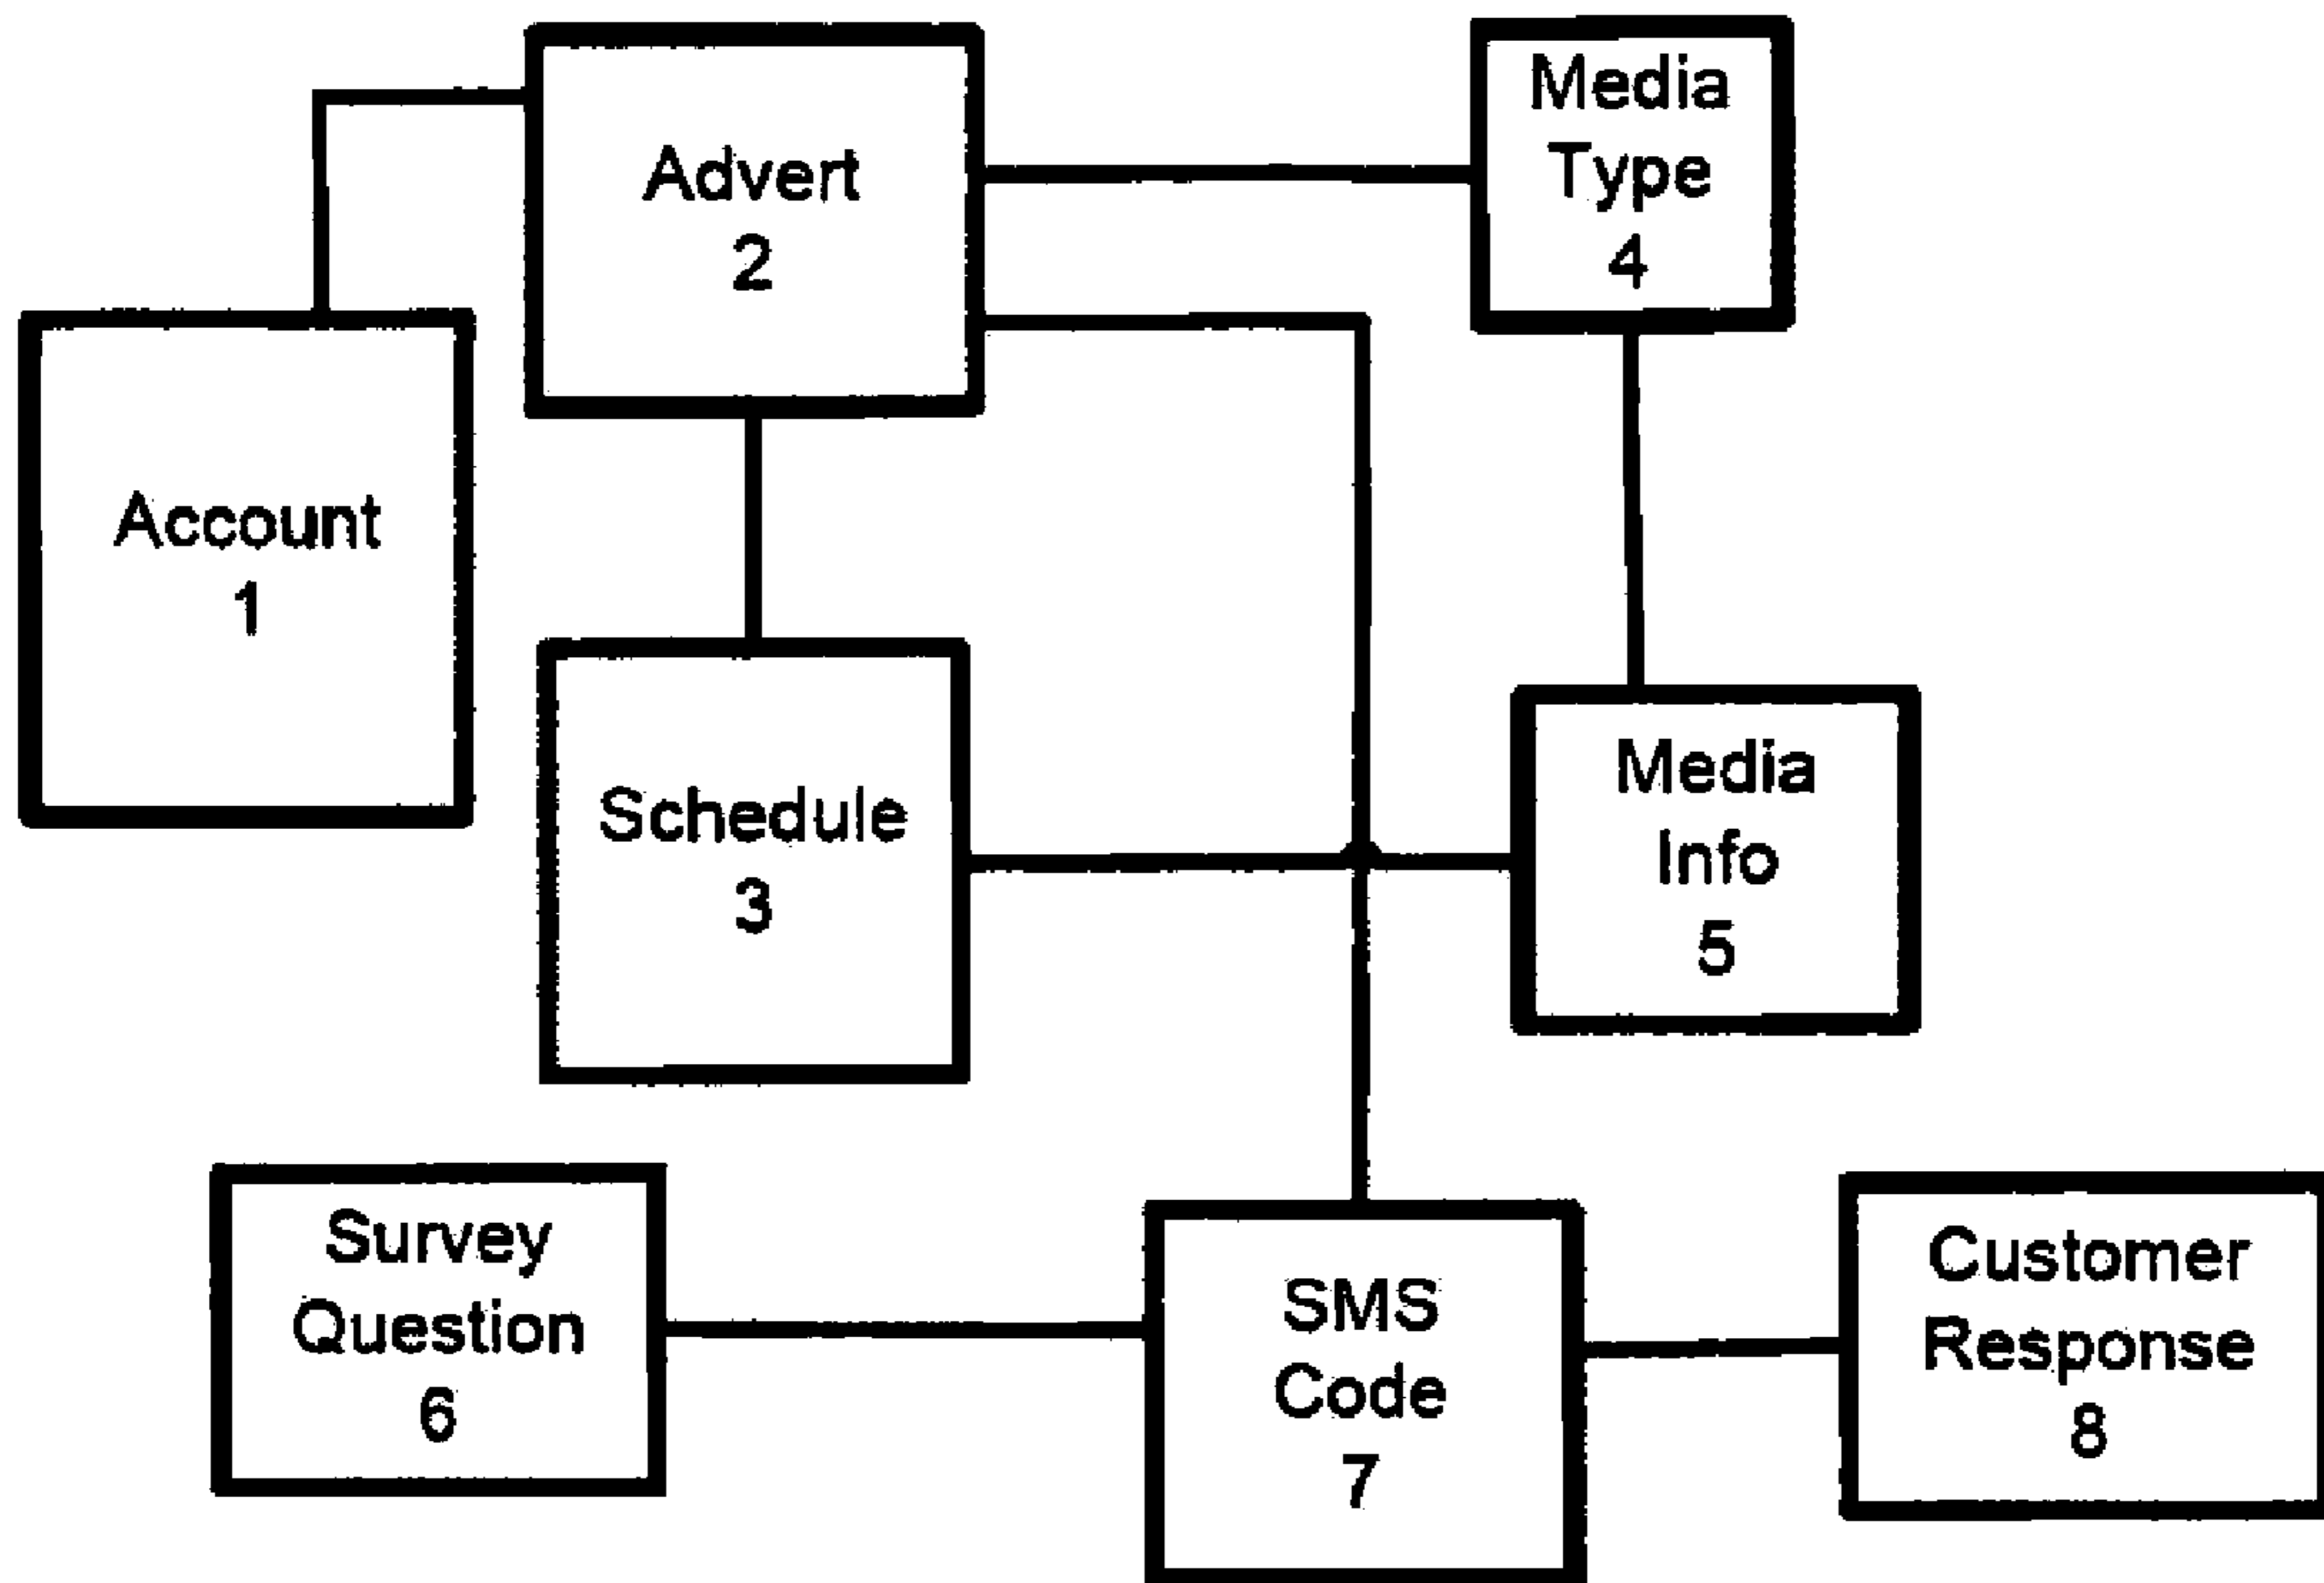 Advert
2
Media
Type
4
Account
1
Schedule
3
Media
Info
5
Survey
Question
6
SMS
Code
7
Customer
Response
8